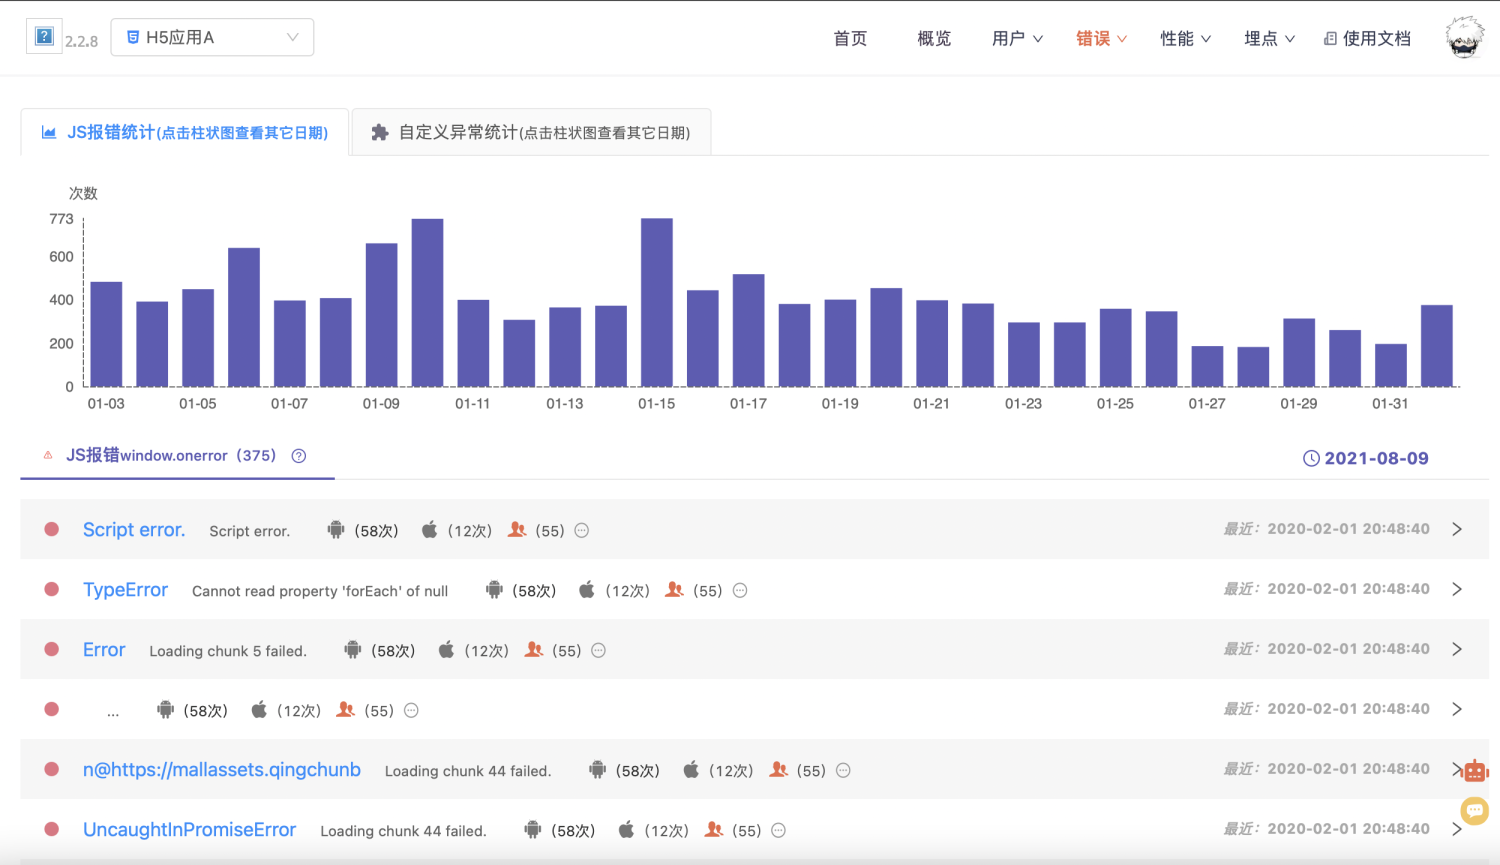 2.2.8 H5应用A 首页 概览 用户 错误 性能 埋点 使用文档
JS报错统计(点击柱状图查看其它日期) 自定义异常统计(点击柱状图查看其它日期)
次数
773
600
400
200
0
01-03 01-05 01-07 01-09 01-11 01-13 01-15 01-17 01-19 01-21 01-23 01-25 01-27 01-29 01-31
JS报错window.onerror（375） 2021-08-09
Script error. Script error. (58次) (12次) (55) 最近：2020-02-01 20:48:40
TypeError Cannot read property 'forEach' of null (58次) (12次) (55) 最近：2020-02-01 20:48:40
Error Loading chunk 5 failed. (58次) (12次) (55) 最近：2020-02-01 20:48:40
... (58次) (12次) (55) 最近：2020-02-01 20:48:40
n@https://mallassets.qingchunb Loading chunk 44 failed. (58次) (12次) (55) 最近：2020-02-01 20:48:40
UncaughtInPromiseError Loading chunk 44 failed. (58次) (12次) (55) 最近：2020-02-01 20:48:40